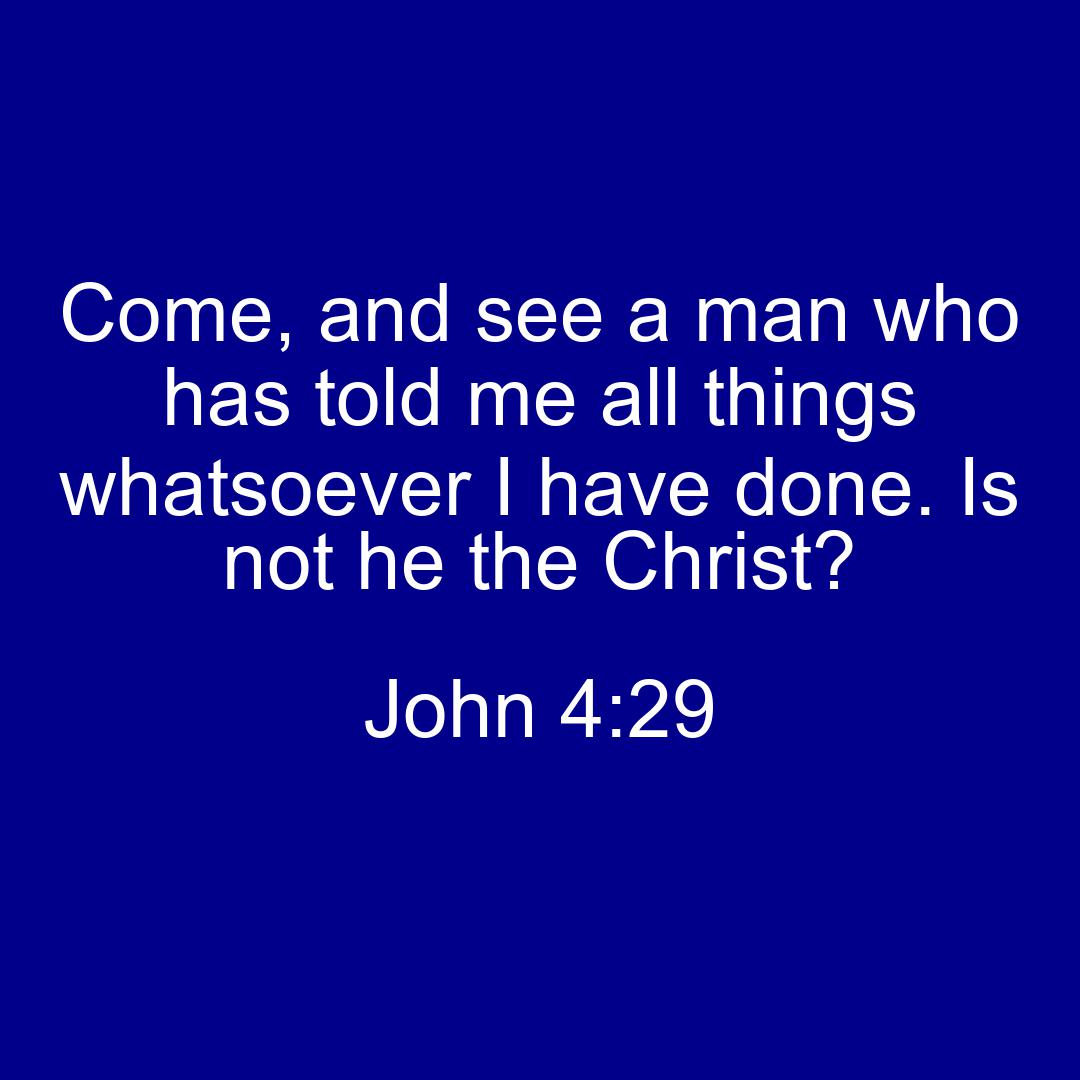 Come, and see a man who
has told me all things
whatsoever I have done. Is
not he the Christ?
John 4:29